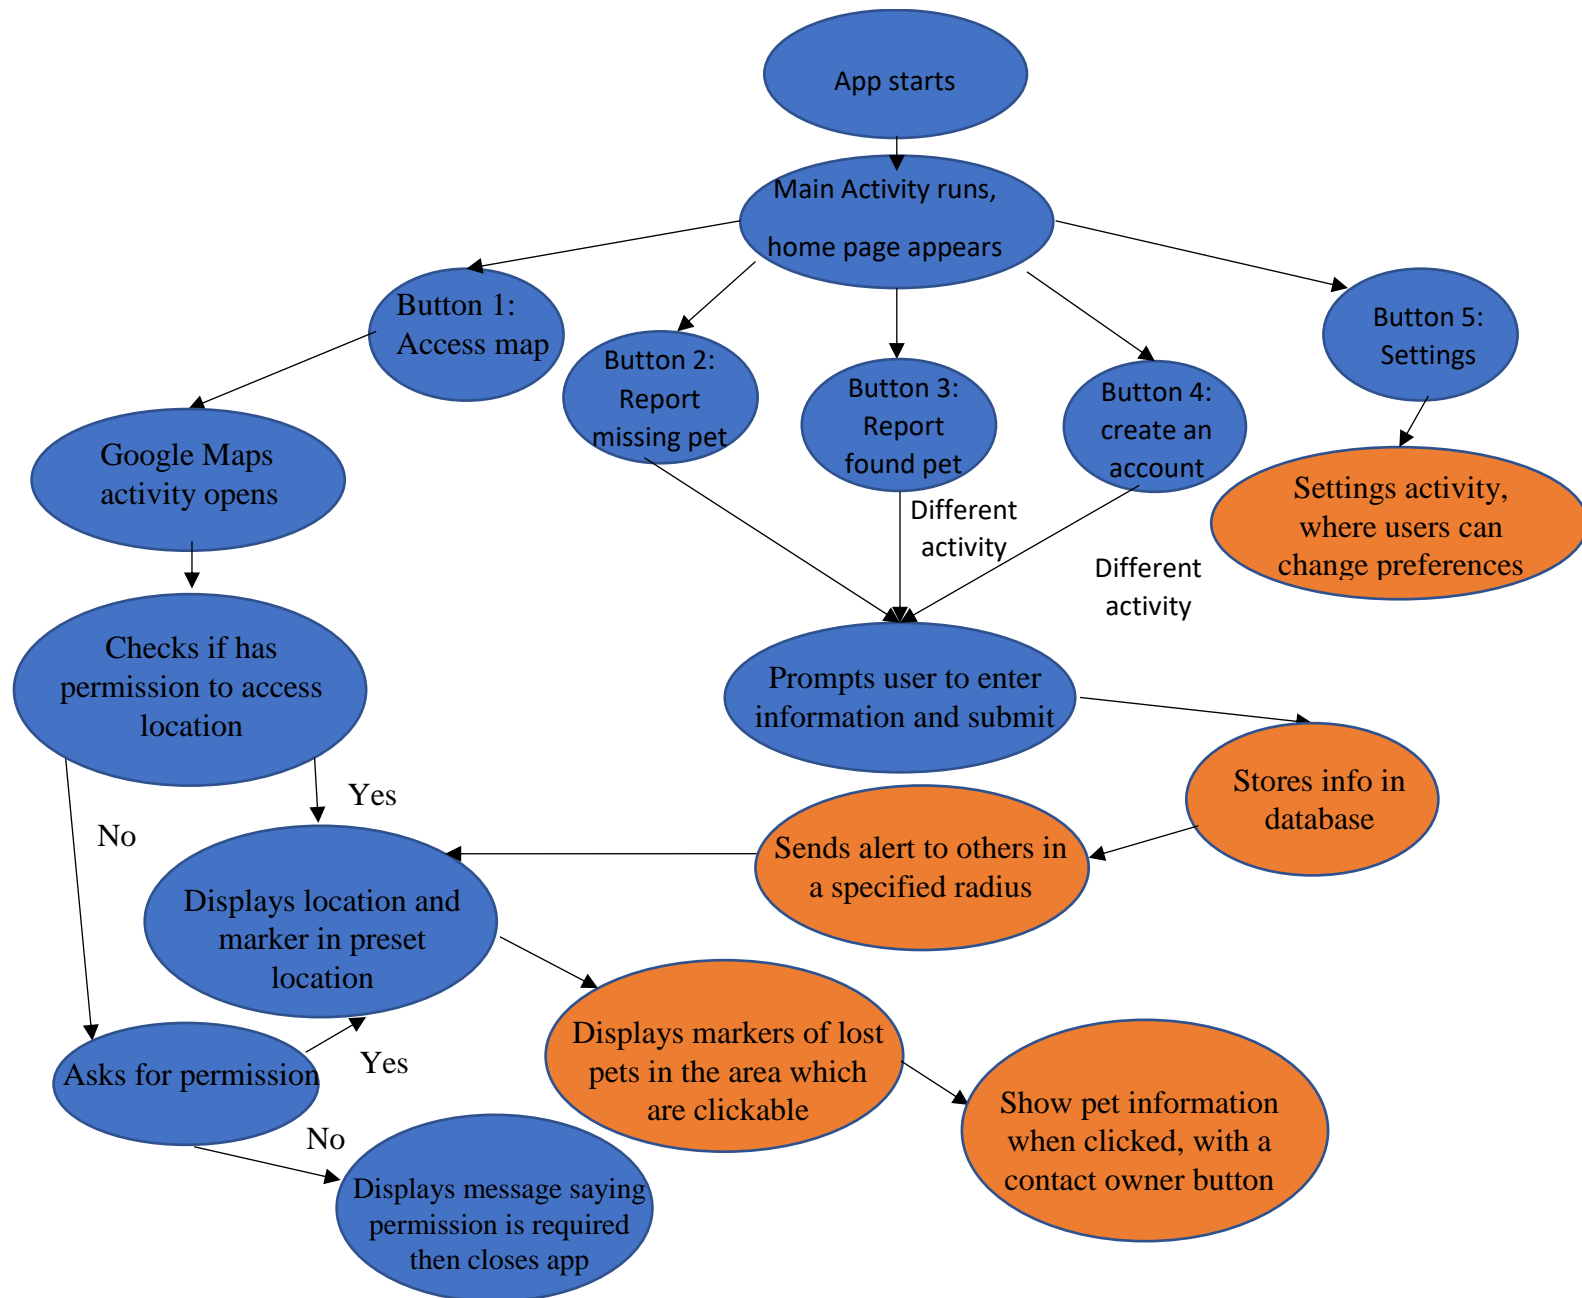 App starts
Main Activity runs,
home page appears
Button 1:
Access map
Button 2:
Report
missing pet
Button 3:
Report
found pet
Button 4:
create an
account
Button 5:
Settings
Google Maps
activity opens
Different
activity
Different
activity
Settings activity,
where users can
change preferences
Checks if has
permission to access
location
Prompts user to enter
information and submit
Yes
No
Stores info in
database
Sends alert to others in
a specified radius
Displays location and
marker in preset
location
Asks for permission
Yes
No
Displays markers of lost
pets in the area which
are clickable
Show pet information
when clicked, with a
contact owner button
Displays message saying
permission is required
then closes app